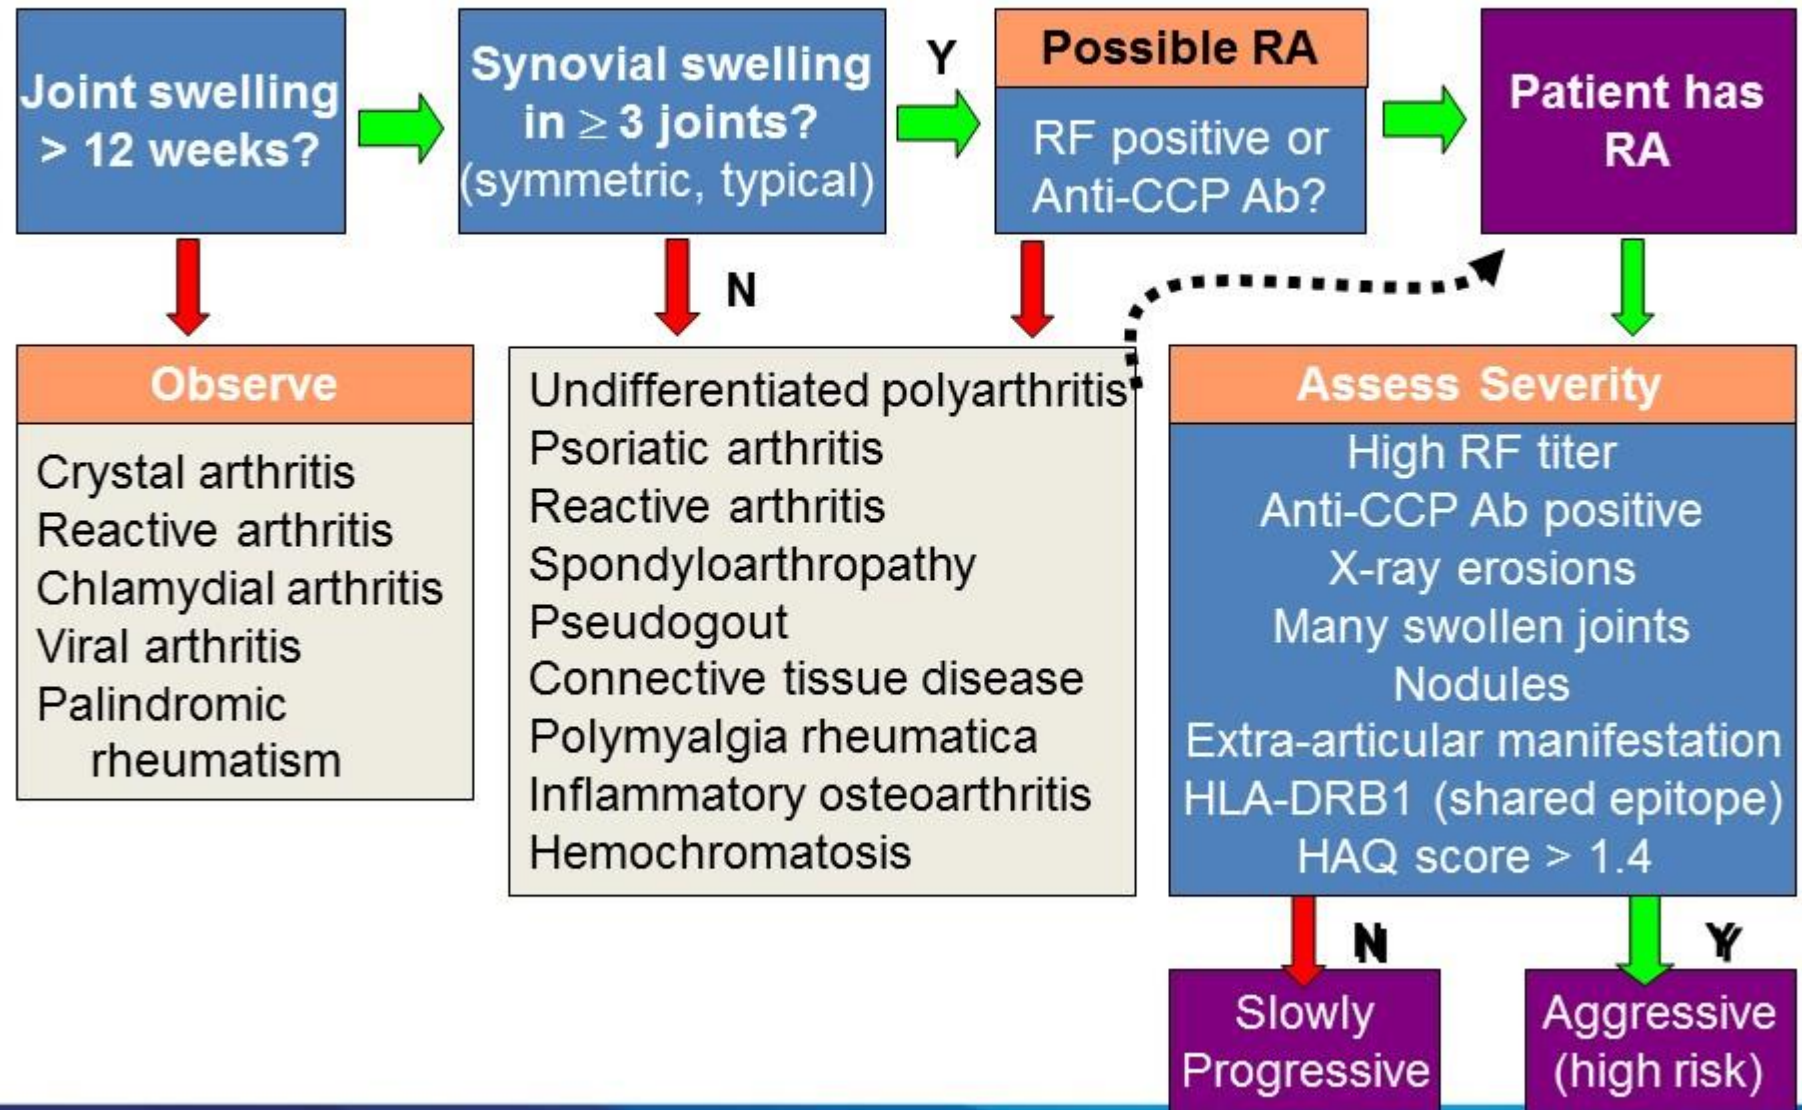 Joint swelling
> 12 weeks?
Synovial swelling
in ≥ 3 joints?
(symmetric, typical)
Y
Possible RA
RF positive or
Anti-CCP Ab?
Patient has
RA
N
Observe
Crystal arthritis
Reactive arthritis
Chlamydial arthritis
Viral arthritis
Palindromic
rheumatism
Undifferentiated polyarthritis
Psoriatic arthritis
Reactive arthritis
Spondyloarthropathy
Pseudogout
Connective tissue disease
Polymyalgia rheumatica
Inflammatory osteoarthritis
Hemochromatosis
Assess Severity
High RF titer
Anti-CCP Ab positive
X-ray erosions
Many swollen joints
Nodules
Extra-articular manifestation
HLA-DRB1 (shared epitope)
HAQ score > 1.4
N
Y
Slowly
Progressive
Aggressive
(high risk)